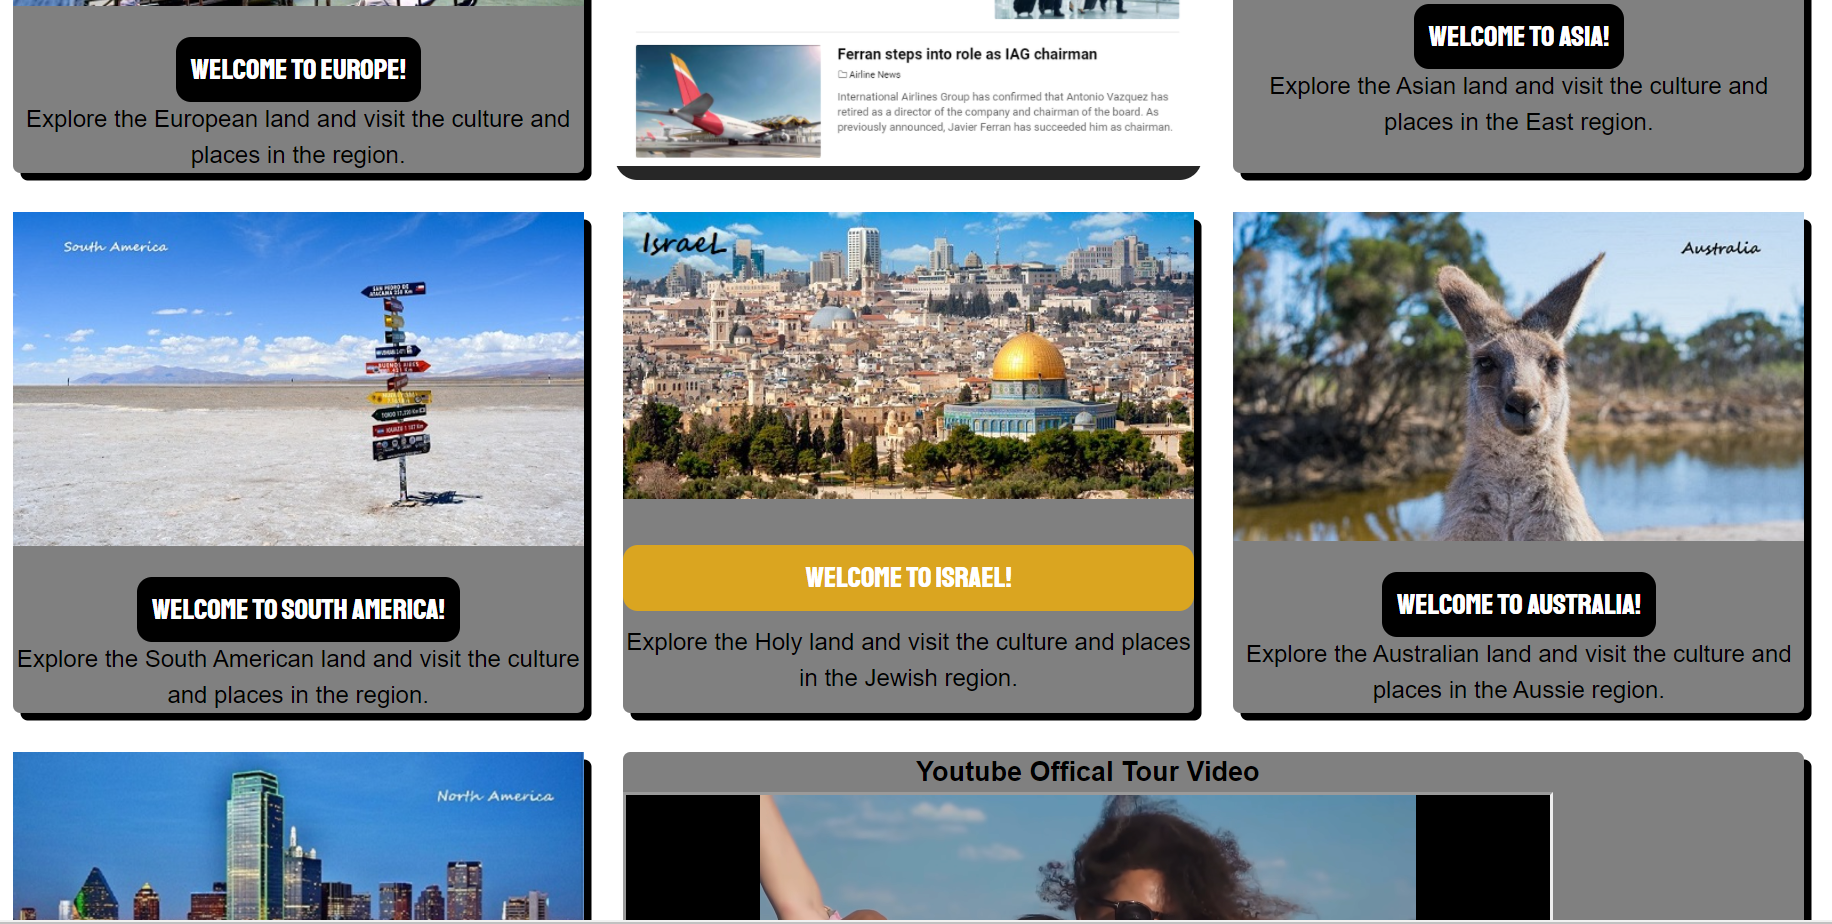 WELCOME TO EUROPE!
Explore the European land and visit the culture and
places in the region.
Ferran steps into role as IAG chairman
Airline News
International Airlines Group has confirmed that Antonio Vazquez has
retired as a director of the company and chairman of the board. As
previously announced, Javier Ferran has succeeded him as chairman.
WELCOME TO ASIA!
Explore the Asian land and visit the culture and
places in the East region.
South America
SAN PEDRO DE
ATACAMA
WELCOME TO SOUTH AMERICA!
Explore the South American land and visit the culture
and places in the region.
IsraeL
WELCOME TO ISRAEL!
Explore the Holy land and visit the culture and places
in the Jewish region.
Australia
WELCOME TO AUSTRALIA!
Explore the Australian land and visit the culture and
places in the Aussie region.
North America
Youtube Offical Tour Video